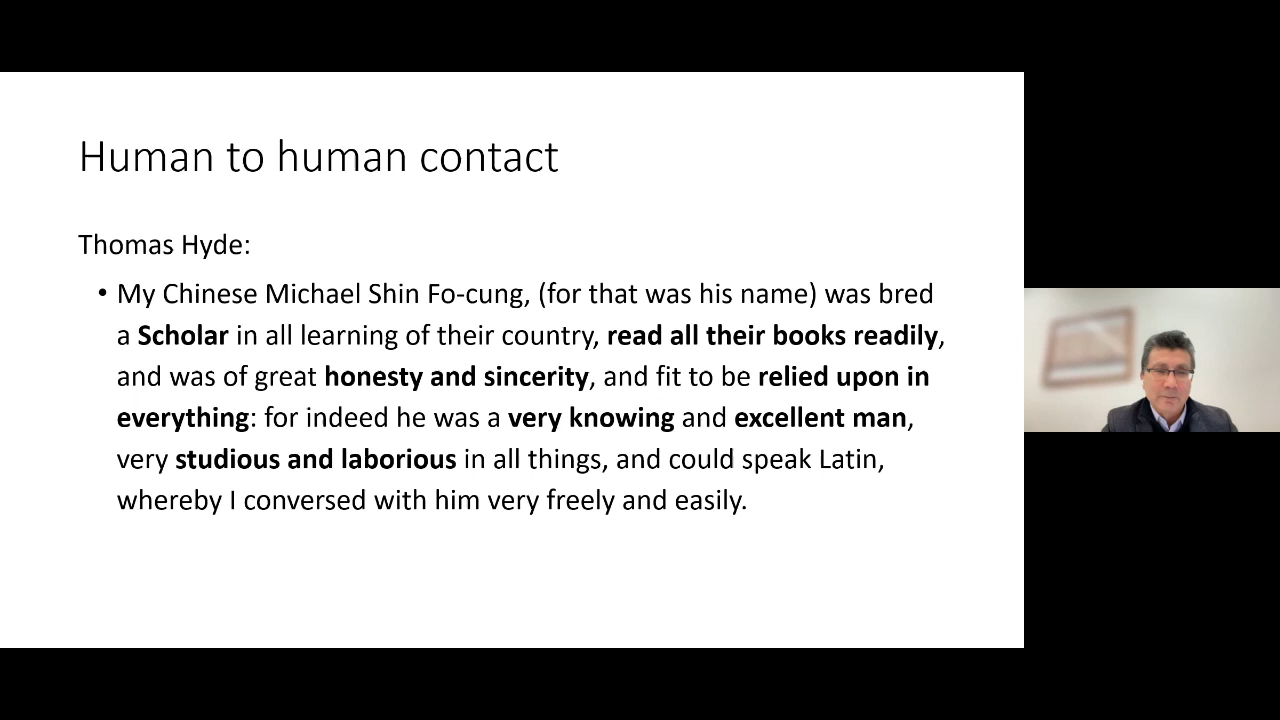 Human to human contact
Thomas Hyde:
• My Chinese Michael Shin Fo-cung, (for that was his name) was bred
a Scholar in all learning of their country, read all their books readily,
and was of great honesty and sincerity, and fit to be relied upon in
everything: for indeed he was a very knowing and excellent man,
very studious and laborious in all things, and could speak Latin,
whereby I conversed with him very freely and easily.